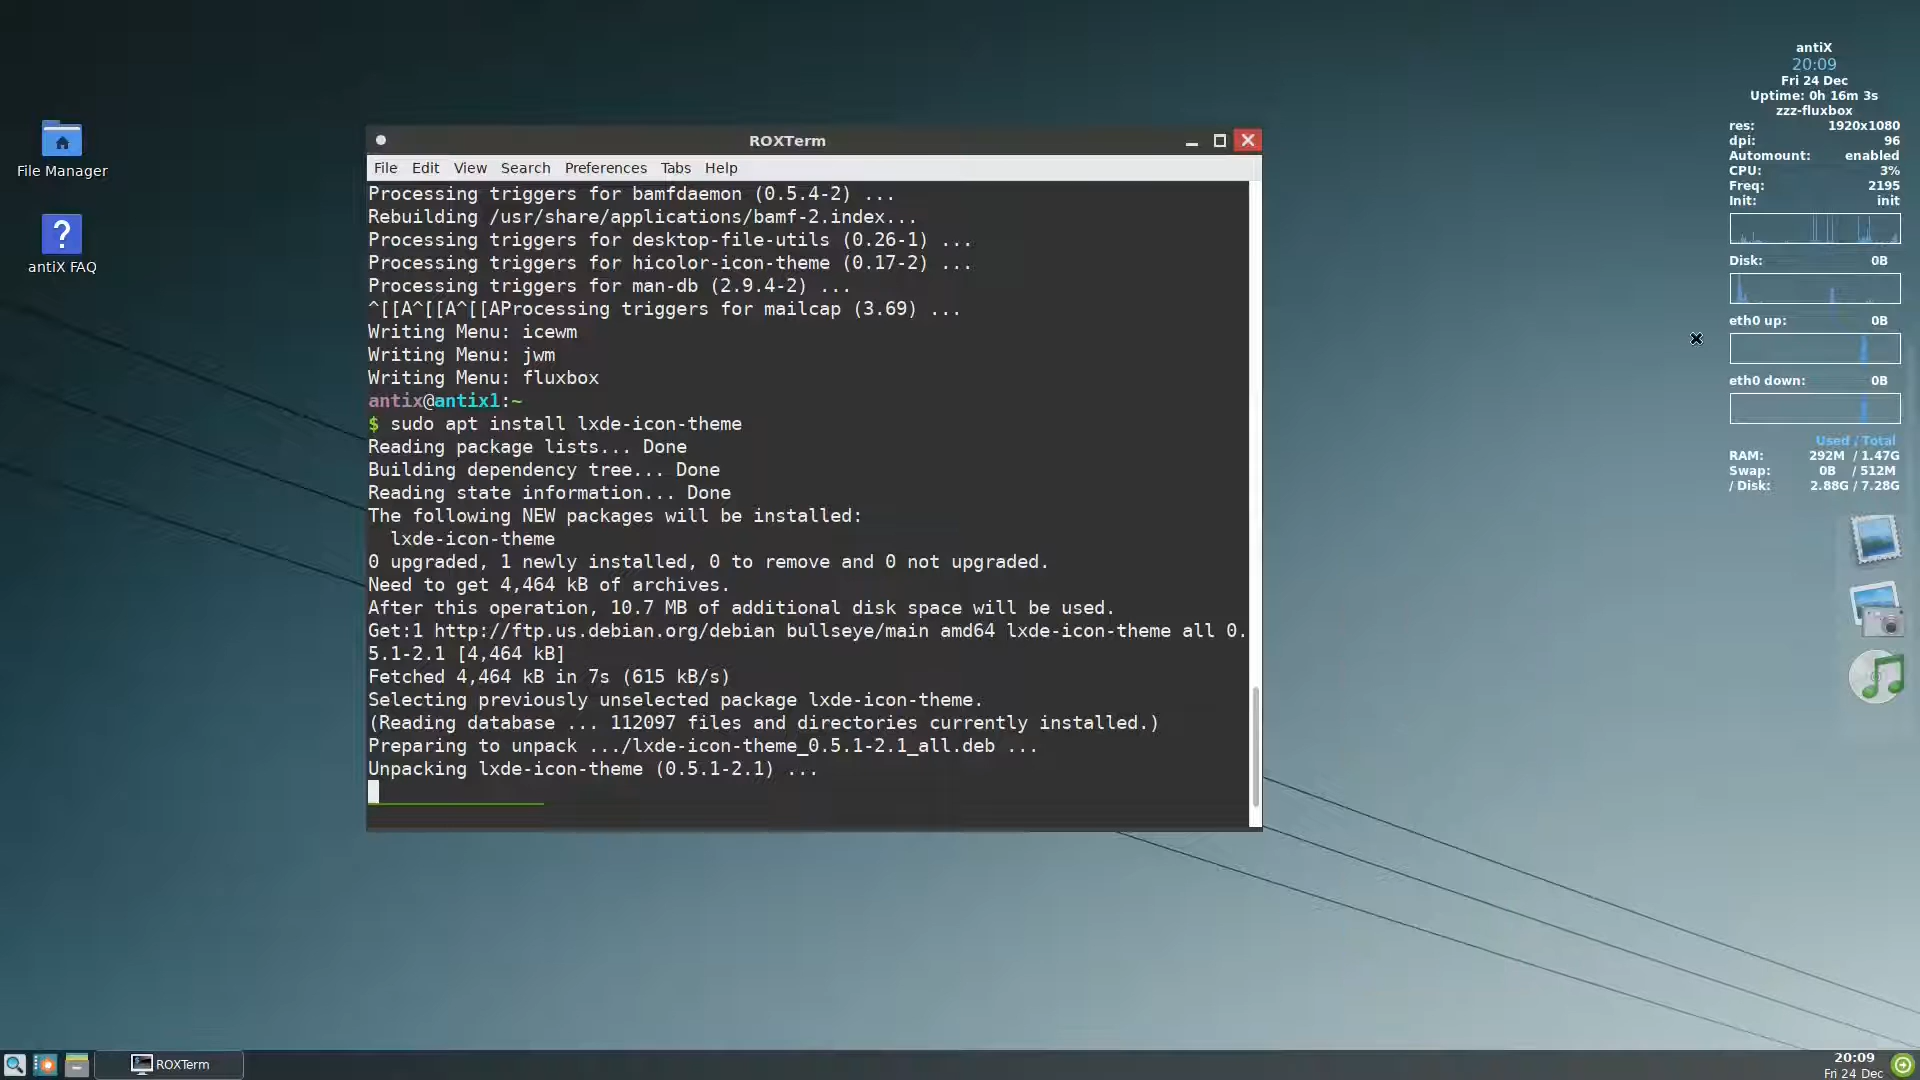 antiX
20:09
Fri 24 Dec
Uptime: 0h 16m 3s
zzz-fluxbox
res: 1920x1080
dpi: 96
Automount: enabled
CPU: 3%
Freq: 2195
Init: init
Disk: 0B
eth0 up: 0B
eth0 down: 0B
Used / Total
RAM: 292M / 1.47G
Swap: 0B / 512M
/ Disk: 2.88G / 7.28G
File Manager
? 
antiX FAQ
ROXTerm
File Edit View Search Preferences Tabs Help
Processing triggers for bamfdaemon (0.5.4-2) ...
Rebuilding /usr/share/applications/bamf-2.index...
Processing triggers for desktop-file-utils (0.26-1) ...
Processing triggers for hicolor-icon-theme (0.17-2) ...
Processing triggers for man-db (2.9.4-2) ...
^[[A^[[A^[[AProcessing triggers for mailcap (3.69) ...
Writing Menu: icewm
Writing Menu: jwm
Writing Menu: fluxbox
antix@antix1:~
$ sudo apt install lxde-icon-theme
Reading package lists... Done
Building dependency tree... Done
Reading state information... Done
The following NEW packages will be installed:
lxde-icon-theme
0 upgraded, 1 newly installed, 0 to remove and 0 not upgraded.
Need to get 4,464 kB of archives.
After this operation, 10.7 MB of additional disk space will be used.
Get:1 http://ftp.us.debian.org/debian bullseye/main amd64 lxde-icon-theme all 0.
5.1-2.1 [4,464 kB]
Fetched 4,464 kB in 7s (615 kB/s)
Selecting previously unselected package lxde-icon-theme.
(Reading database ... 112097 files and directories currently installed.)
Preparing to unpack .../lxde-icon-theme_0.5.1-2.1_all.deb ...
Unpacking lxde-icon-theme (0.5.1-2.1) ...
ROXTerm
20:09
Fri 24 Dec